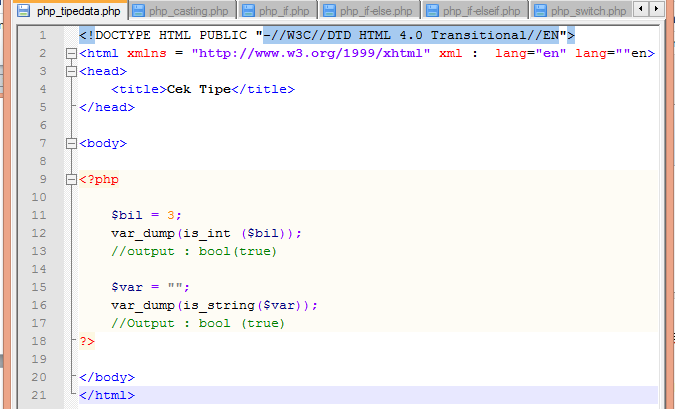 php_tipedata.php php_casting.php php_if.php php_if-else.php php_if-elseif.php php_switch.php
1 <!DOCTYPE HTML PUBLIC "-//W3C//DTD HTML 4.0 Transitional//EN">
2 <html xmlns = "http://www.w3.org/1999/xhtml" xml :  lang="en" lang=""en>
3 <head>
4     <title>Cek Tipe</title>
5 </head>
6
7 <body>
8
9 <?php
10
11     $bil = 3;
12     var_dump(is_int ($bil));
13     //output : bool(true)
14
15     $var = "";
16     var_dump(is_string($var));
17     //Output : bool (true)
18 ?>
19
20 </body>
21 </html>